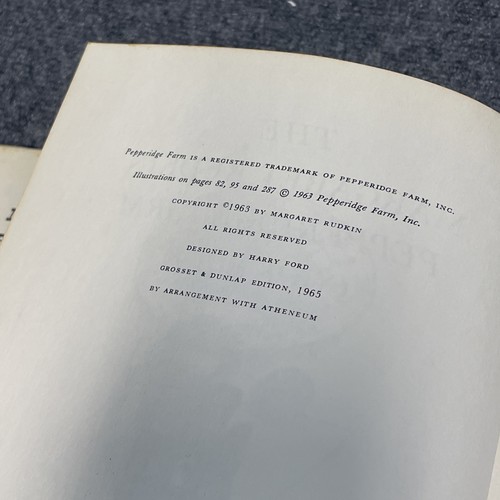 Pepperidge Farm IS A REGISTERED TRADEMARK OF PEPPERIDGE FARM, INC.
Illustrations on pages 82, 95 and 287 © 1963 Pepperidge Farm, Inc.
COPYRIGHT ©1963 BY MARGARET RUDKIN
ALL RIGHTS RESERVED
DESIGNED BY HARRY FORD
GROSSET & DUNLAP EDITION, 1965
BY ARRANGEMENT WITH ATHENEUM